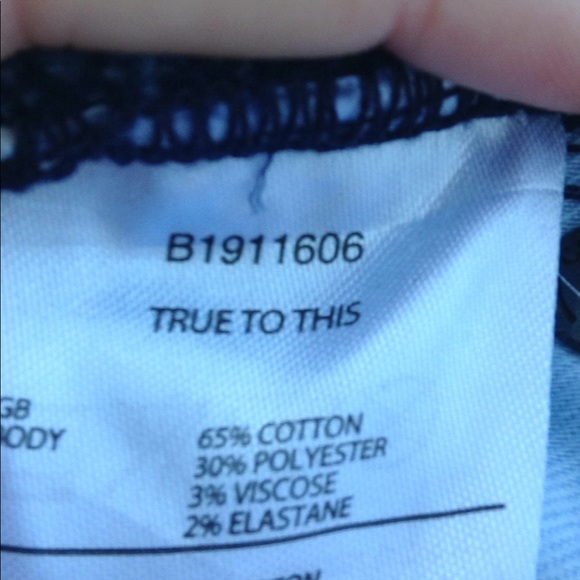 B1911606
TRUE TO THIS
GB
BODY
65% COTTON
30% POLYESTER
3% VISCOSE
2% ELASTANE